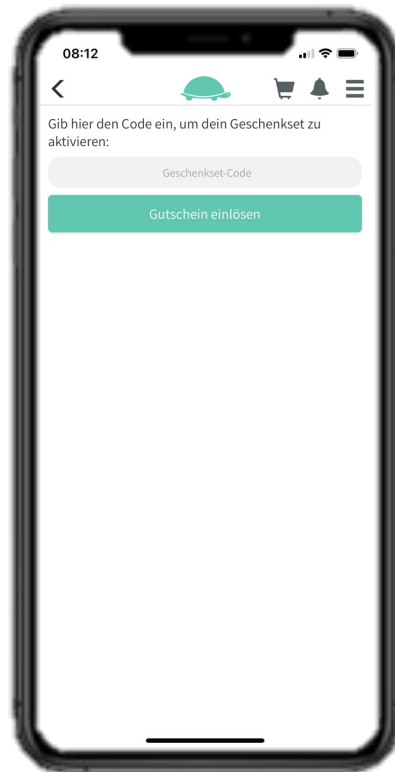 08:12
Gib hier den Code ein, um dein Geschenkset zu
aktivieren:
Geschenkset-Code
Gutschein einlösen